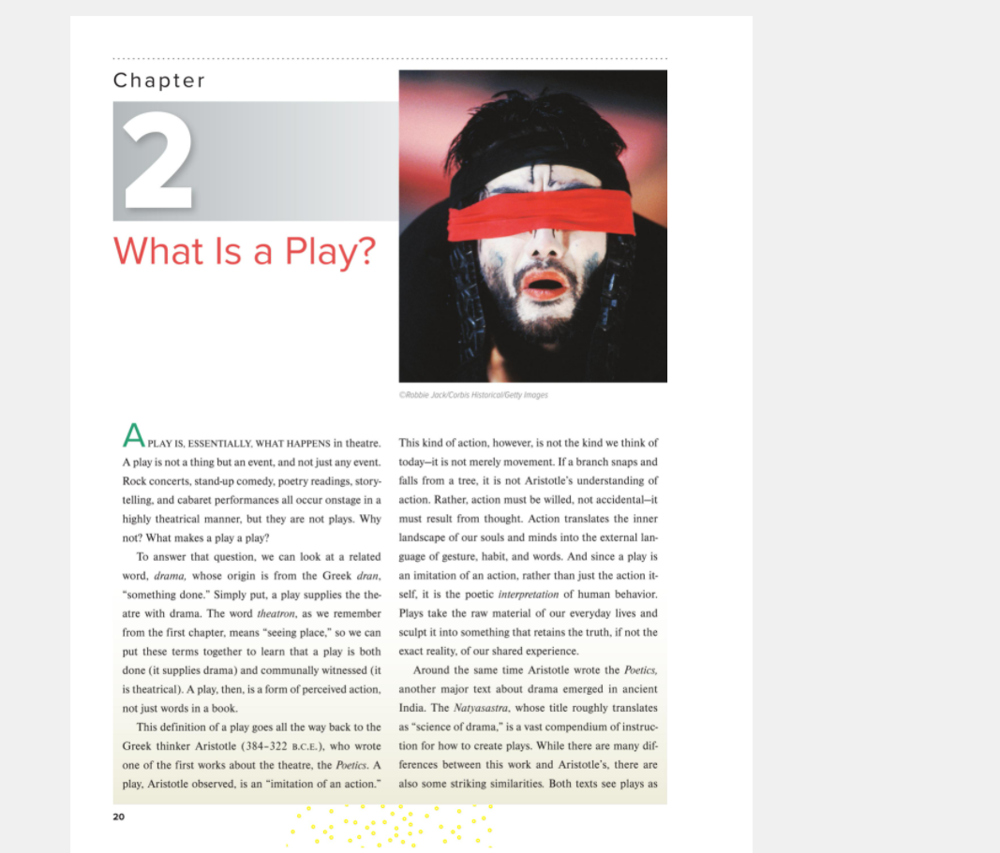 Chapter
2
What Is a Play?
©Robbie Jack/Corbis Historical/Getty Images
A PLAY IS, ESSENTIALLY, WHAT HAPPENS in theatre.
A play is not a thing but an event, and not just any event.
Rock concerts, stand-up comedy, poetry readings, story-
telling, and cabaret performances all occur onstage in a
highly theatrical manner, but they are not plays. Why
not? What makes a play a play?
To answer that question, we can look at a related
word, drama, whose origin is from the Greek dran,
“something done.” Simply put, a play supplies the the-
atre with drama. The word theatron, as we remember
from the first chapter, means “seeing place,” so we can
put these terms together to learn that a play is both
done (it supplies drama) and communally witnessed (it
is theatrical). A play, then, is a form of perceived action,
not just words in a book.
This definition of a play goes all the way back to the
Greek thinker Aristotle (384–322 B.C.E.), who wrote
one of the first works about the theatre, the Poetics. A
play, Aristotle observed, is an “imitation of an action.”
This kind of action, however, is not the kind we think of
today—it is not merely movement. If a branch snaps and
falls from a tree, it is not Aristotle’s understanding of
action. Rather, action must be willed, not accidental—it
must result from thought. Action translates the inner
landscape of our souls and minds into the external lan-
guage of gesture, habit, and words. And since a play is
an imitation of an action, rather than just the action it-
self, it is the poetic interpretation of human behavior.
Plays take the raw material of our everyday lives and
sculpt it into something that retains the truth, if not the
exact reality, of our shared experience.
Around the same time Aristotle wrote the Poetics,
another major text about drama emerged in ancient
India. The Natyasastra, whose title roughly translates
as “science of drama,” is a vast compendium of instruc-
tion for how to create plays. While there are many dif-
ferences between this work and Aristotle’s, there are
also some striking similarities. Both texts see plays as
20